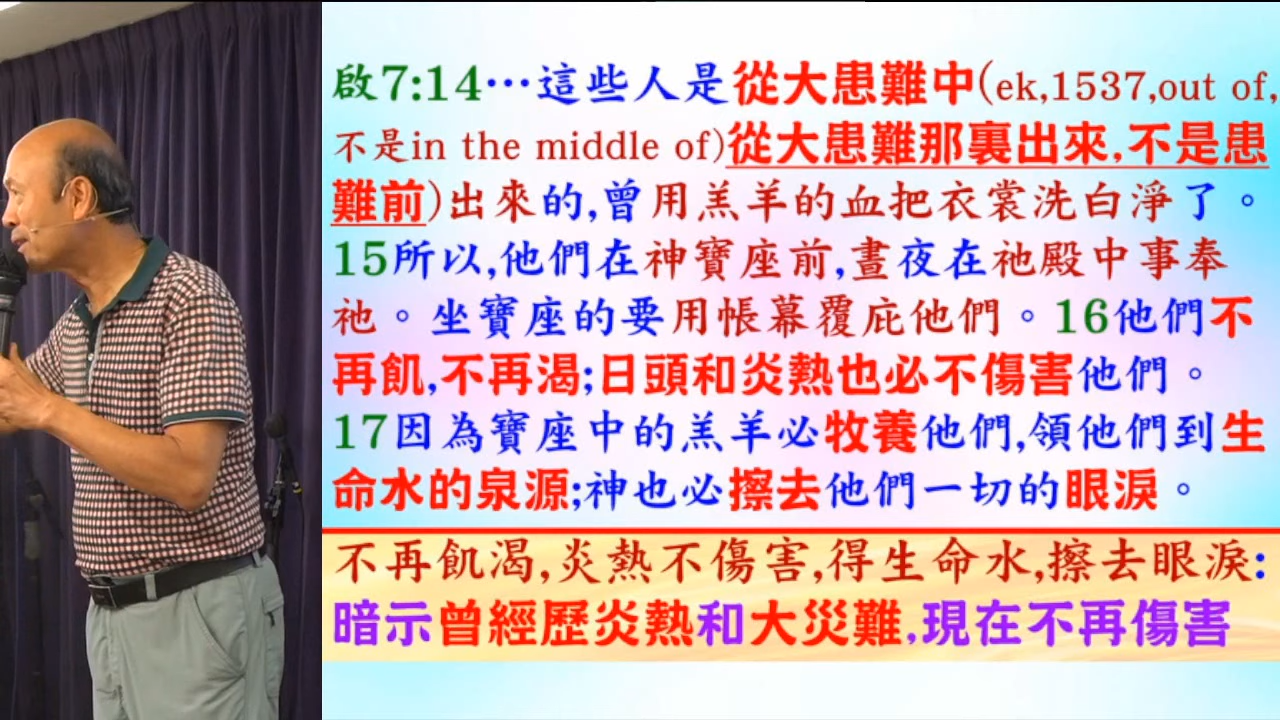 啟7:14…這些人是從大患難中(ek,1537,out of,
不是in the middle of)從大患難那裏出來,不是患
難前)出來的,曾用羔羊的血把衣裳洗白淨了。
15所以,他們在神寶座前,晝夜在祂殿中事奉
祂。坐寶座的要用帳幕覆庇他們。16他們不
再飢,不再渴;日頭和炎熱也必不傷害他們。
17因為寶座中的羔羊必牧養他們,領他們到生
命水的泉源;神也必擦去他們一切的眼淚。
不再飢渴,炎熱不傷害,得生命水,擦去眼淚:
暗示曾經歷炎熱和大災難,現在不再傷害